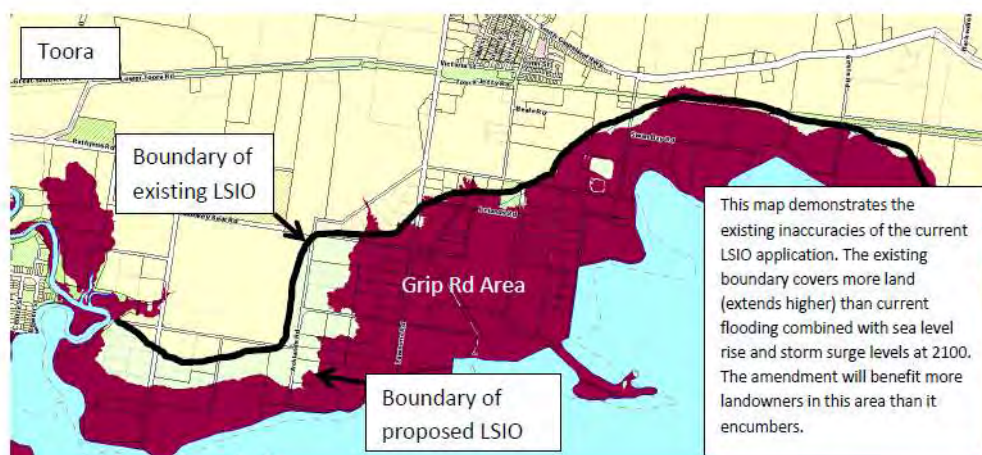 Toora
Boundary of
existing LSIO
Lower Toora Rd
Swan Bay Rd
Grip Rd Area
Boundary of
proposed LSIO
This map demonstrates the
existing inaccuracies of the current
LSIO application. The existing
boundary covers more land
(extends higher) than current
flooding combined with sea level
rise and storm surge levels at 2100.
The amendment will benefit more
landowners in this area than it
encumbers.